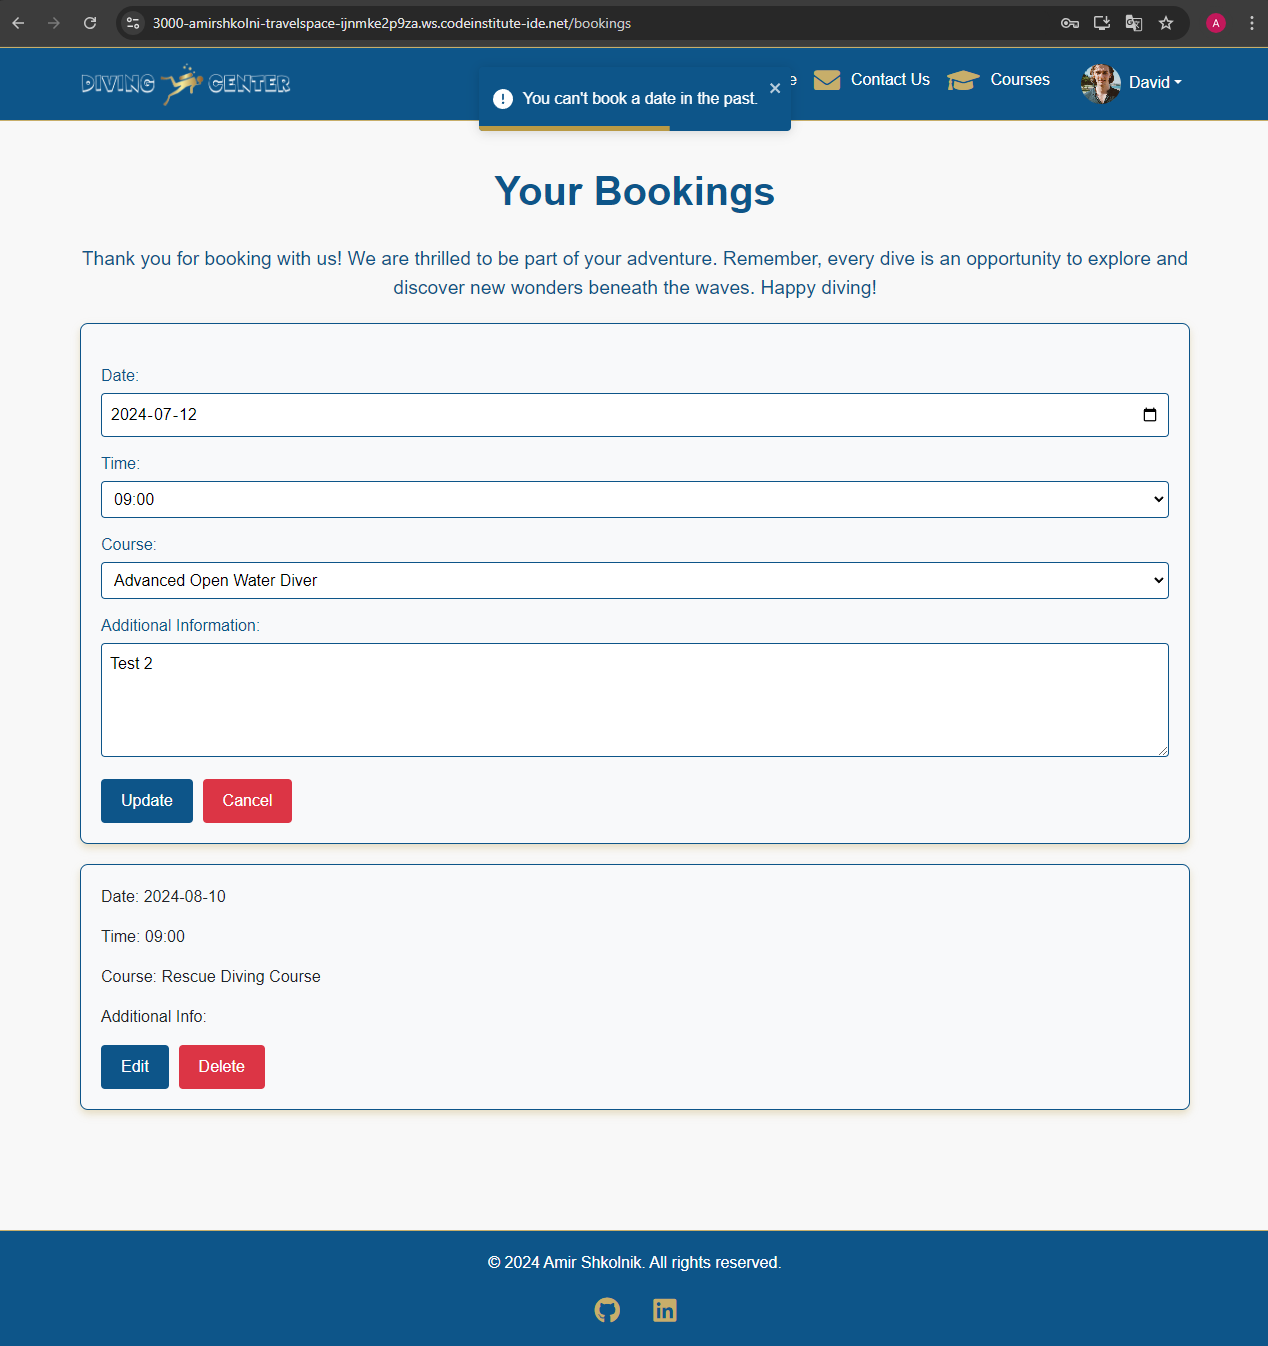 3000-amirshkolni-travelspace-ijnmke2p9za.ws.codeinstitute-ide.net/bookings
A
DIVING CENTER
You can't book a date in the past.
e
Contact Us
Courses
David
Your Bookings
Thank you for booking with us! We are thrilled to be part of your adventure. Remember, every dive is an opportunity to explore and
discover new wonders beneath the waves. Happy diving!
Date:
2024-07-12
Time:
09:00
Course:
Advanced Open Water Diver
Additional Information:
Test 2
Update Cancel
Date: 2024-08-10
Time: 09:00
Course: Rescue Diving Course
Additional Info:
Edit Delete
© 2024 Amir Shkolnik. All rights reserved.
in